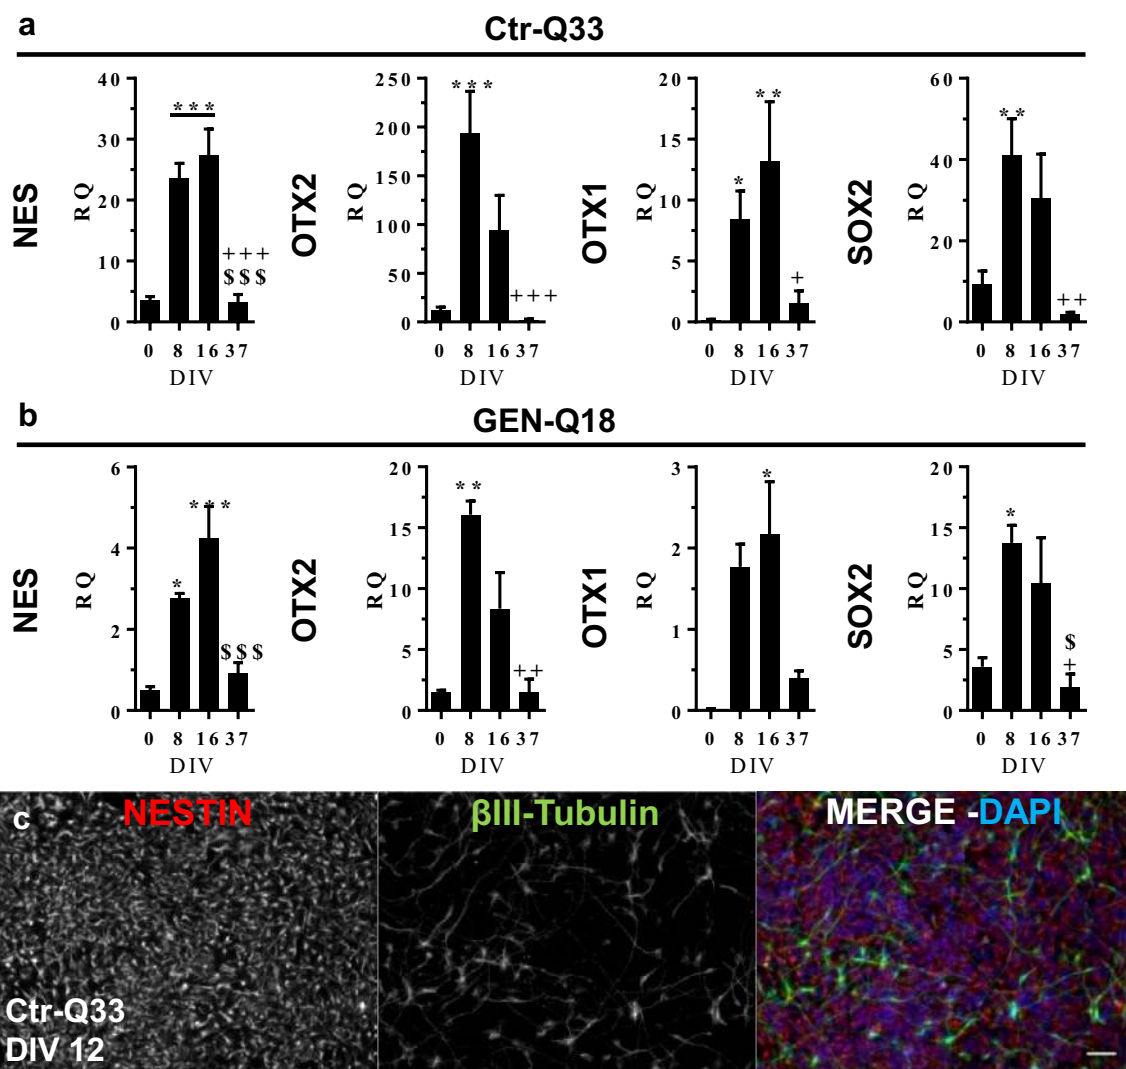 a
Ctr-Q33
NES
RQ
40
30
20
10
0
***
+++
$$$
0 8 16 37
DIV
OTX2
RQ
250
200
150
100
50
0
***
+++
0 8 16 37
DIV
OTX1
RQ
20
15
10
5
0
*
**
+
0 8 16 37
DIV
SOX2
RQ
60
40
20
0
**
++
0 8 16 37
DIV
b
GEN-Q18
NES
RQ
6
4
2
0
*
***
$$$
0 8 16 37
DIV
OTX2
RQ
20
15
10
5
0
**
++
0 8 16 37
DIV
OTX1
RQ
3
2
1
0
*
0 8 16 37
DIV
SOX2
RQ
20
15
10
5
0
*
$
+
0 8 16 37
DIV
c
NESTIN
βIII-Tubulin
MERGE -DAPI
Ctr-Q33
DIV 12